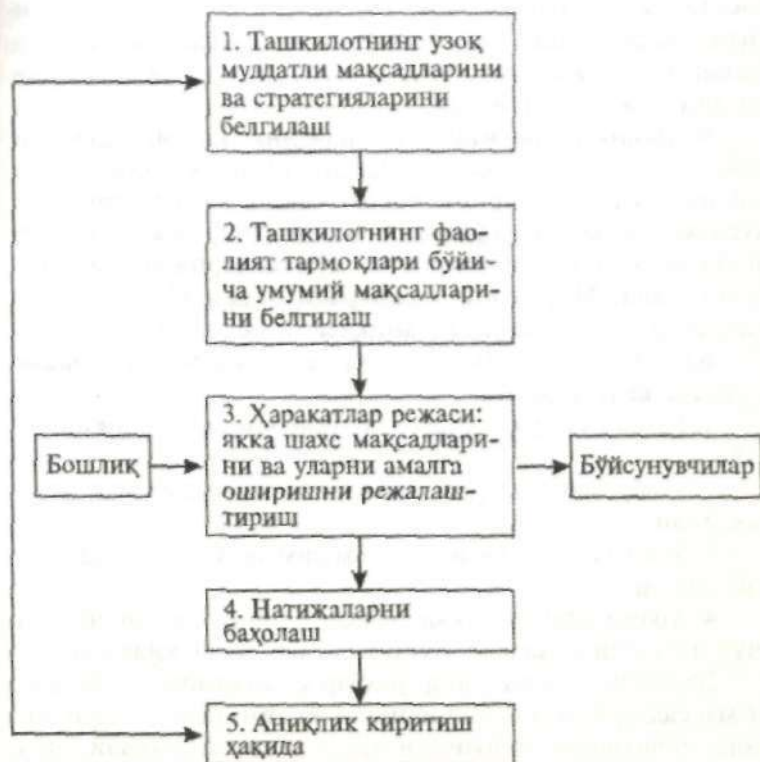 1. Ташкилотнинг узоқ
муддатли мақсадларини
ва стратегияларини
белгилаш
2. Ташкилотнинг фао-
лият тармоқлари бўйи-
ча умумий мақсадлари-
ни белгилаш
3. Ҳаракатлар режаси:
якка шахс мақсадлари-
ни ва уларни амалга
оширишни режалаш-
тириш
Бошлиқ
Бўйсунувчилар
4. Натижаларни
баҳолаш
5. Аниқлик киритиш
ҳақида